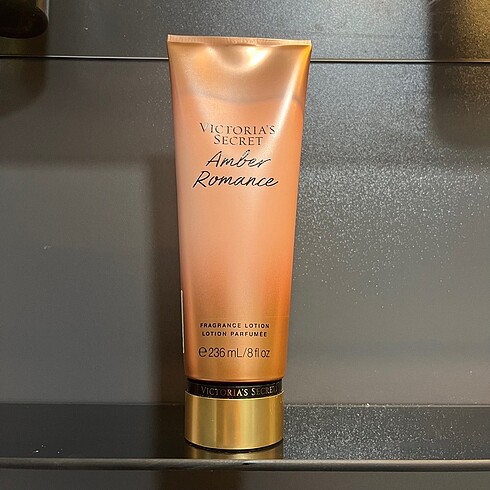 VICTORIA'S
SECRET
Amber
Romance
FRAGRANCE LOTION
LOTION PARFUMÉE
℮236 mL/8 fl oz
VICTORIA'S SECRET